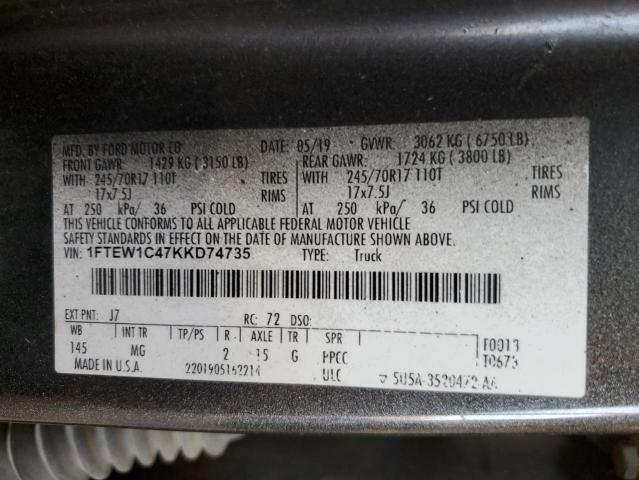 MFD. BY FORD MOTOR CO. DATE: 05/19 GVWR: 3062 KG ( 6750 LB)
FRONT GAWR: 1429 KG ( 3150 LB) REAR GAWR: 1724 KG ( 3800 LB)
WITH 245/70R17 110T TIRES WITH 245/70R17 110T TIRES
17x7.5J RIMS 17x7.5J RIMS
AT 250 kPa/ 36 PSI COLD AT 250 kPa/ 36 PSI COLD
THIS VEHICLE CONFORMS TO ALL APPLICABLE FEDERAL MOTOR VEHICLE
SAFETY STANDARDS IN EFFECT ON THE DATE OF MANUFACTURE SHOWN ABOVE.
VIN: 1FTEW1C47KKD74735 TYPE: Truck
EXT PNT: J7 RC: 72 DSO:
WB INT TR TP/PS R AXLE TR SPR F0013
145 MG 2 15 G PPCC T0673
MADE IN U.S.A. 2201905162214 ULC 5U5A-3520472-AA